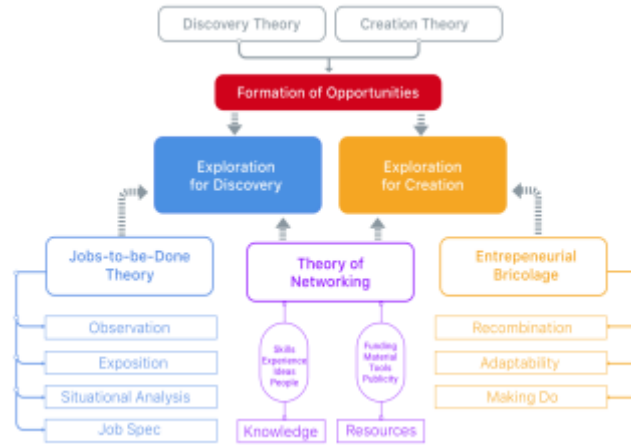 Discovery Theory
Creation Theory
Formation of Opportunities
Exploration
for Discovery
Exploration
for Creation
Jobs-to-be-Done
Theory
Theory of
Networking
Entrepeneurial
Bricolage
Observation
Exposition
Situational Analysis
Job Spec
Skills
Experience
Ideas
People
Knowledge
Funding
Material
Tools
Publicity
Resources
Recombination
Adaptability
Making Do